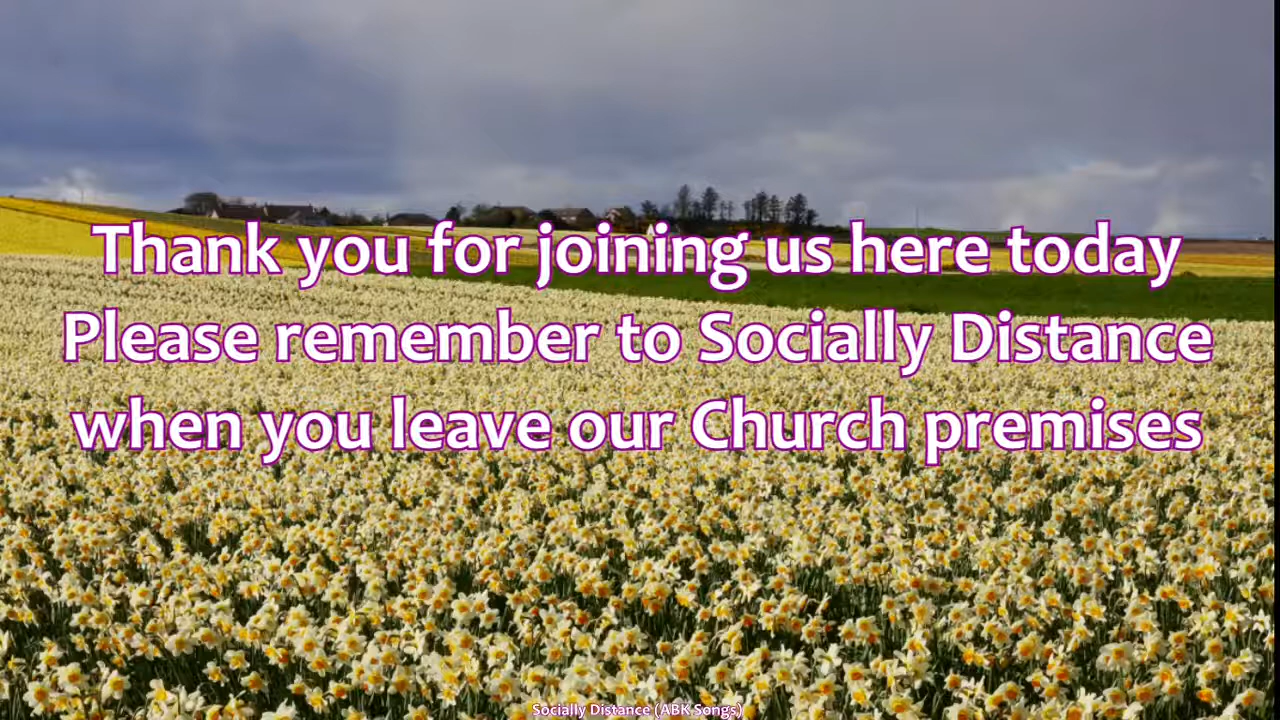 Thank you for joining us here today
Please remember to Socially Distance
when you leave our Church premises
Socially Distance (ABK Songs)